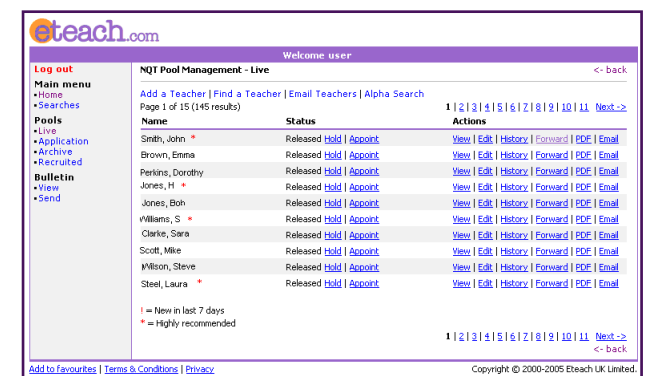 eteach.com
Welcome user
Log out
NQT Pool Management - Live
<- back
Main menu
•Home
•Searches
Pools
•Live
•Application
•Archive
•Recruited
Bulletin
•View
•Send
Add a Teacher | Find a Teacher | Email Teachers | Alpha Search
Page 1 of 15 (145 results)
1 | 2 | 3 | 4 | 5 | 6 | 7 | 8 | 9 | 10 | 11 Next ->
Name Status Actions
Smith, John * Released Hold | Appoint View | Edit | History | Forward | PDF | Email
Brown, Emma Released Hold | Appoint View | Edit | History | Forward | PDF | Email
Perkins, Dorothy Released Hold | Appoint View | Edit | History | Forward | PDF | Email
Jones, H * Released Hold | Appoint View | Edit | History | Forward | PDF | Email
Jones, Boh Released Hold | Appoint View | Edit | History | Forward | PDF | Email
Williams, S * Released Hold | Appoint View | Edit | History | Forward | PDF | Email
Clarke, Sara Released Hold | Appoint View | Edit | History | Forward | PDF | Email
Scott, Mike Released Hold | Appoint View | Edit | History | Forward | PDF | Email
Wilson, Steve Released Hold | Appoint View | Edit | History | Forward | PDF | Email
Steel, Laura * Released Hold | Appoint View | Edit | History | Forward | PDF | Email
! = New in last 7 days
* = Highly recommended
1 | 2 | 3 | 4 | 5 | 6 | 7 | 8 | 9 | 10 | 11 Next ->
<- back
Add to favourites | Terms & Conditions | Privacy
Copyright © 2000-2005 Eteach UK Limited.